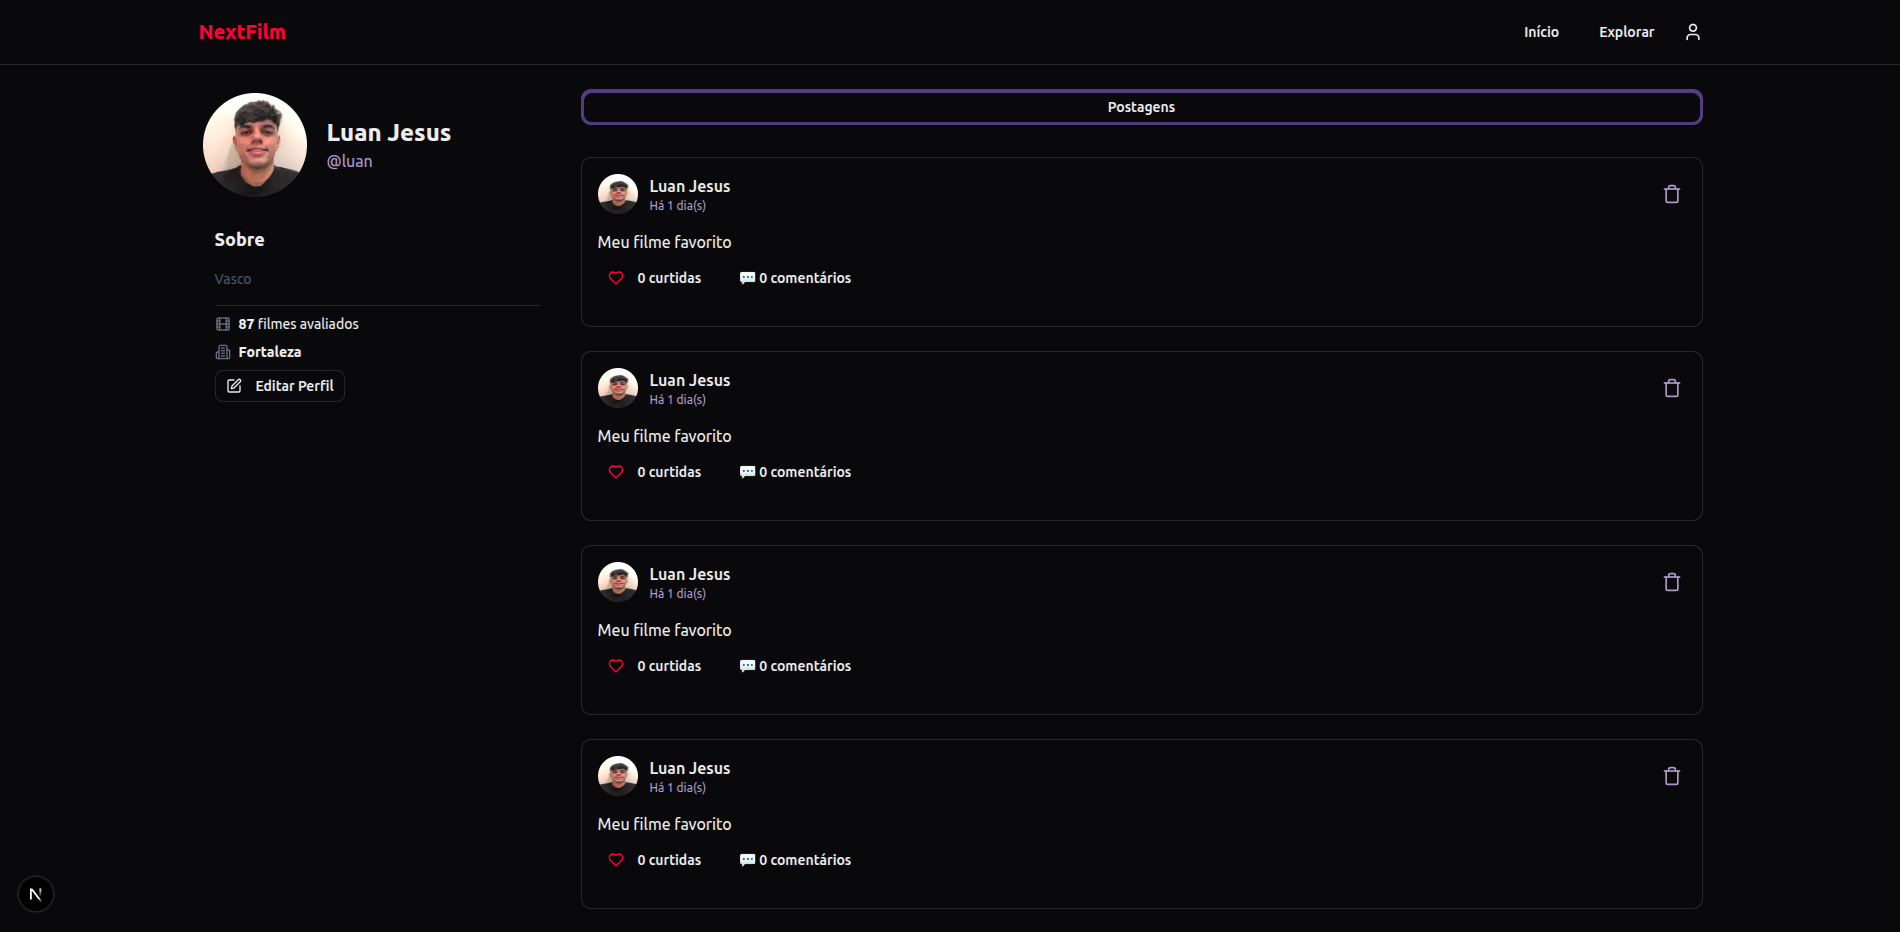 NextFilm
Início
Explorar
Luan Jesus
@luan
Sobre
Vasco
87 filmes avaliados
Fortaleza
Editar Perfil
Postagens
Luan Jesus
Há 1 dia(s)
Meu filme favorito
0 curtidas
0 comentários
Luan Jesus
Há 1 dia(s)
Meu filme favorito
0 curtidas
0 comentários
Luan Jesus
Há 1 dia(s)
Meu filme favorito
0 curtidas
0 comentários
Luan Jesus
Há 1 dia(s)
Meu filme favorito
0 curtidas
0 comentários
N